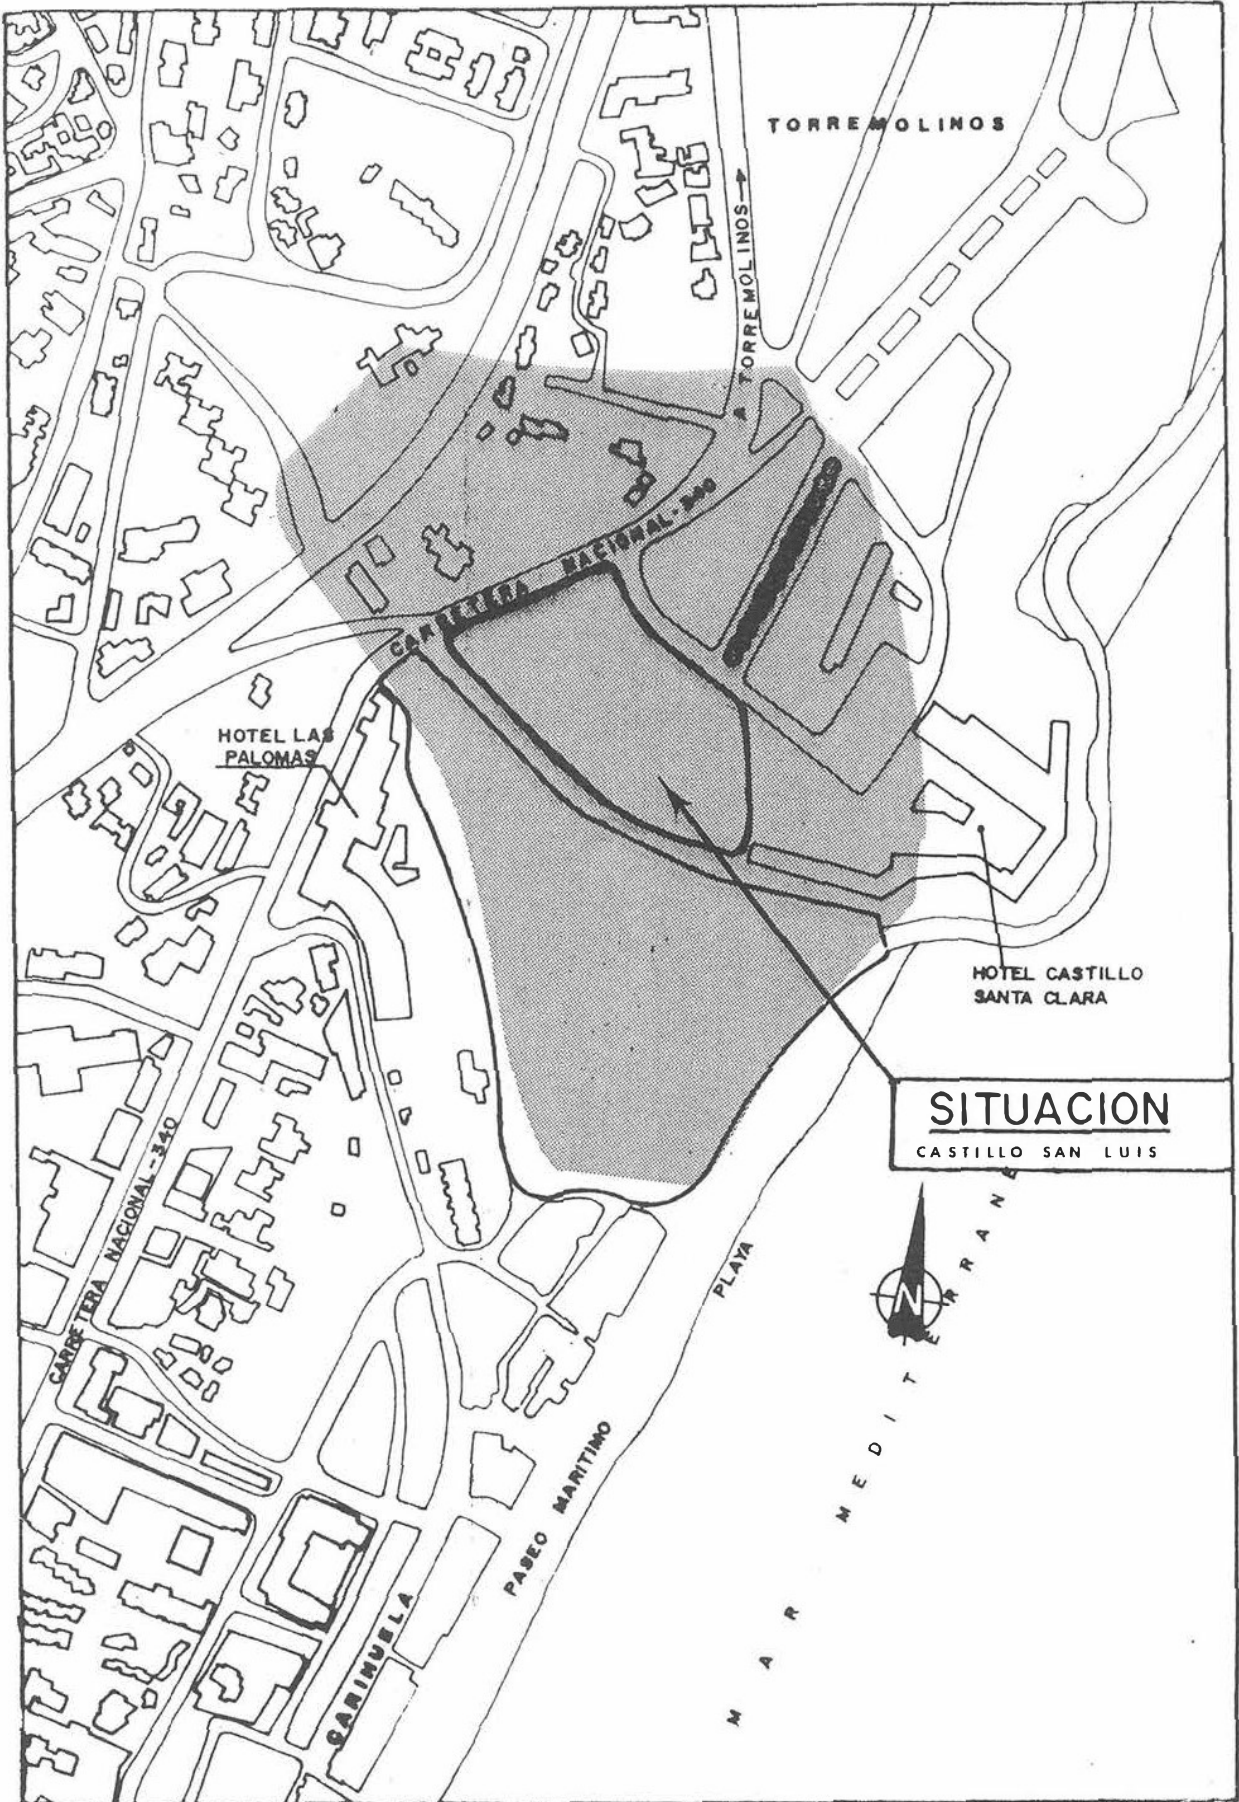 TORREMOLINOS
A TORREMOLINOS
CARRETERA NACIONAL-340
HOTEL LAS
PALOMAS
HOTEL CASTILLO
SANTA CLARA
SITUACION
CASTILLO SAN LUIS
N
CARRETERA NACIONAL-340
PLAYA
PASEO MARITIMO
MAR MEDITERRANE
CARIHUELA